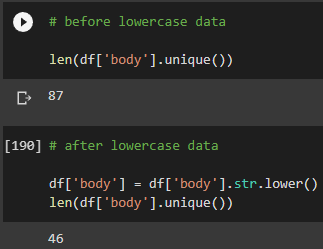 # before lowercase data
len(df['body'].unique())
87
[190] # after lowercase data
df['body'] = df['body'].str.lower()
len(df['body'].unique())
46